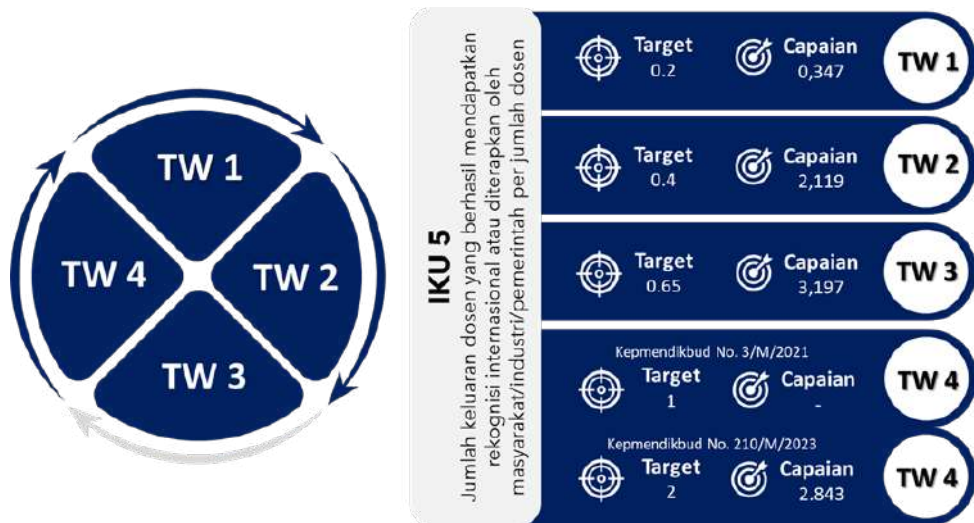 TW 1
TW 2
TW 3
TW 4
IKU 5
Jumlah keluaran dosen yang berhasil mendapatkan
rekognisi internasional atau diterapkan oleh
masyarakat/industri/pemerintah per jumlah dosen
Target Capaian TW 1
0.2 0,347
Target Capaian TW 2
0.4 2,119
Target Capaian TW 3
0.65 3,197
Kepmendikbud No. 3/M/2021
Target Capaian TW 4
1 -
Kepmendikbud No. 210/M/2023
Target Capaian TW 4
2 2.843